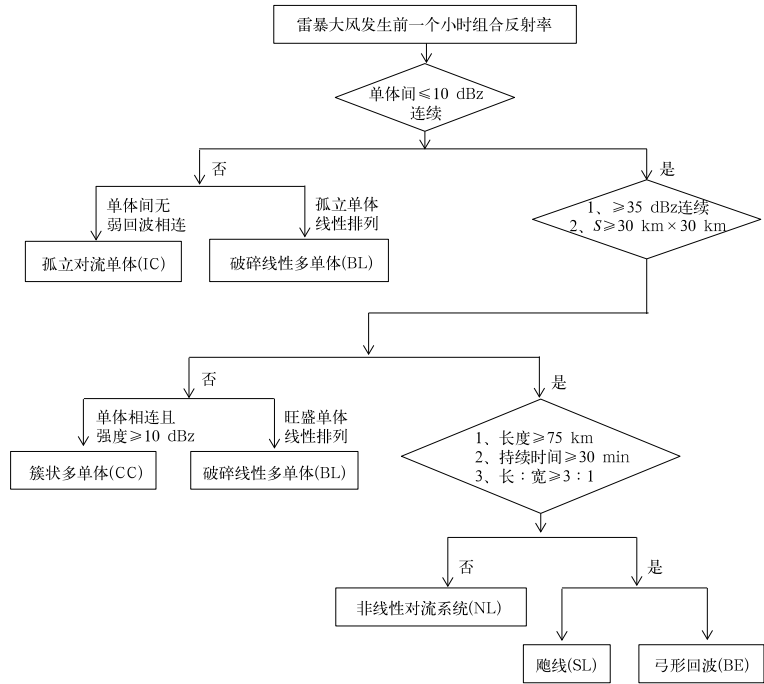 雷暴大风发生前一个小时组合反射率
单体间≤10 dBz
连续
否
是
单体间无
弱回波相连
孤立单体
线性排列
1、≥35 dBz连续
2、S≥30 km×30 km
孤立对流单体(IC)
破碎线性多单体(BL)
否
是
单体相连且
强度≥10 dBz
旺盛单体
线性排列
1、长度≥75 km
2、持续时间≥30 min
3、长∶宽≥3∶1
簇状多单体(CC)
破碎线性多单体(BL)
否
是
非线性对流系统(NL)
飑线(SL)
弓形回波(BE)